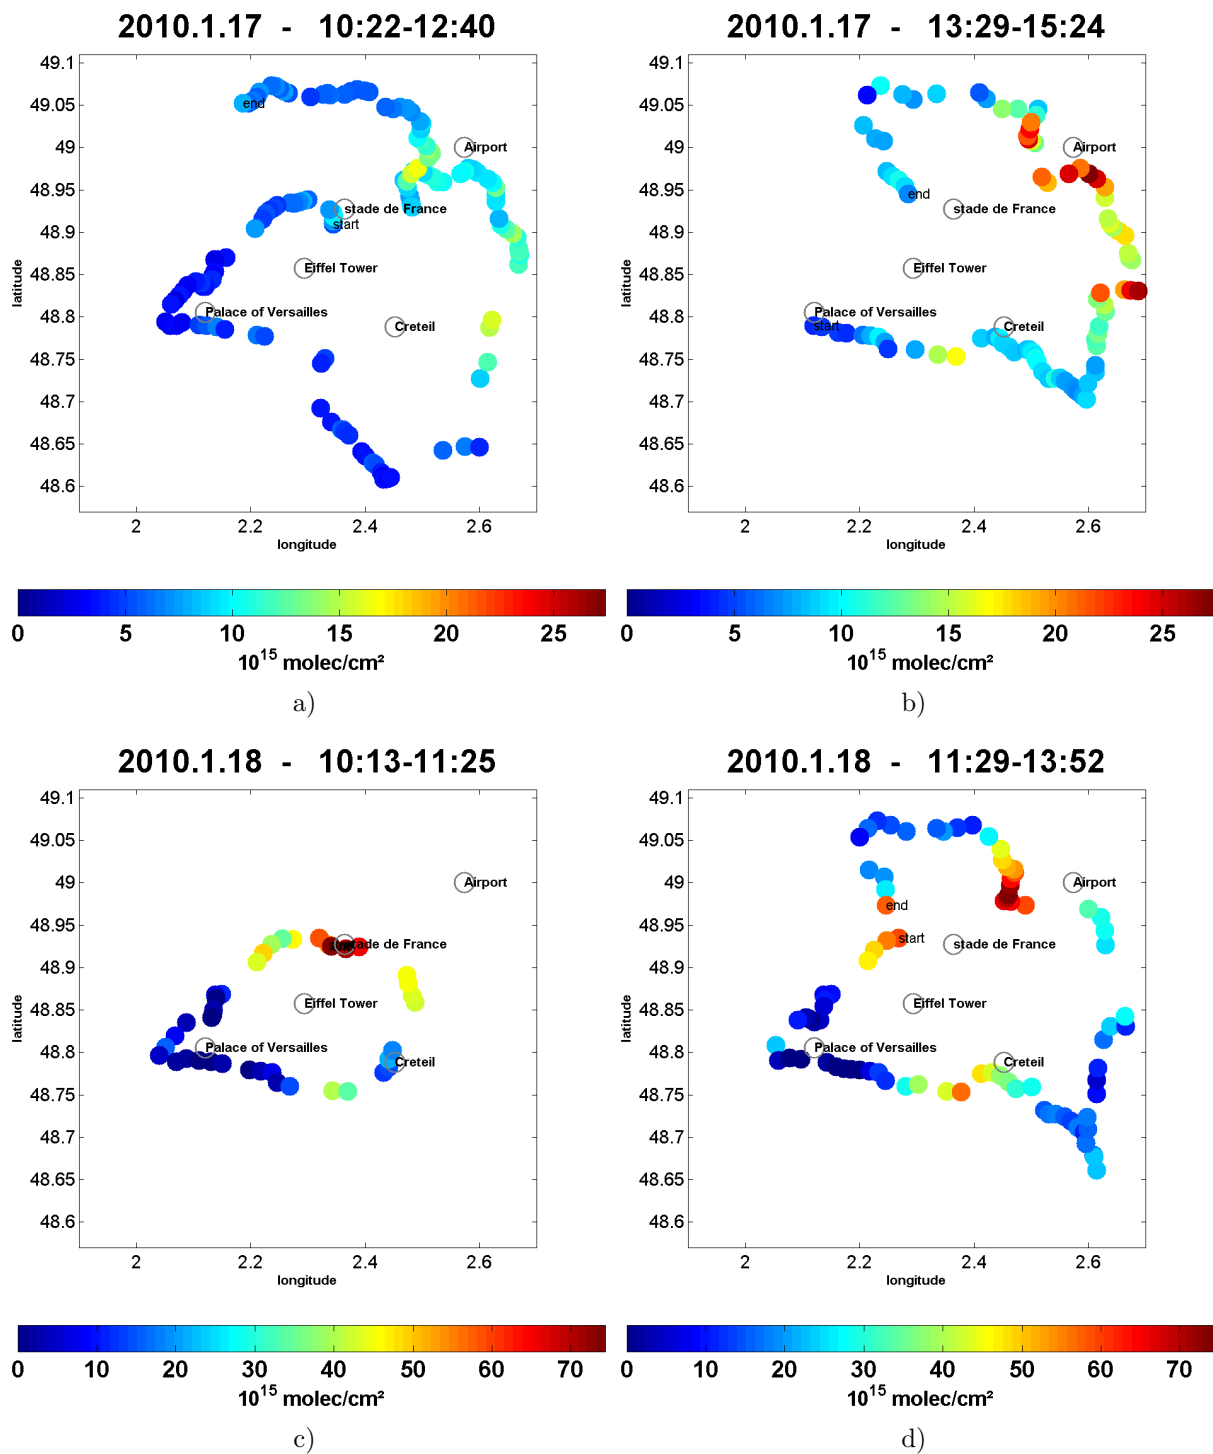 2010.1.17 - 10:22-12:40
49.1
49.05
49
48.95
48.9
48.85
48.8
48.75
48.7
48.65
48.6
latitude
end
Airport
stade de France
start
Eiffel Tower
Palace of Versailles
Creteil
2 2.2 2.4 2.6
longitude
0 5 10 15 20 25
10¹⁵ molec/cm²
a)
2010.1.17 - 13:29-15:24
49.1
49.05
49
48.95
48.9
48.85
48.8
48.75
48.7
48.65
48.6
latitude
Airport
end
stade de France
Eiffel Tower
Palace of Versailles
start
Creteil
2 2.2 2.4 2.6
longitude
0 5 10 15 20 25
10¹⁵ molec/cm²
b)
2010.1.18 - 10:13-11:25
49.1
49.05
49
48.95
48.9
48.85
48.8
48.75
48.7
48.65
48.6
latitude
Airport
stade de France
Eiffel Tower
Palace of Versailles
Creteil
2 2.2 2.4 2.6
longitude
0 10 20 30 40 50 60 70
10¹⁵ molec/cm²
c)
2010.1.18 - 11:29-13:52
49.1
49.05
49
48.95
48.9
48.85
48.8
48.75
48.7
48.65
48.6
latitude
Airport
end
start
stade de France
Eiffel Tower
Palace of Versailles
Creteil
2 2.2 2.4 2.6
longitude
0 10 20 30 40 50 60 70
10¹⁵ molec/cm²
d)